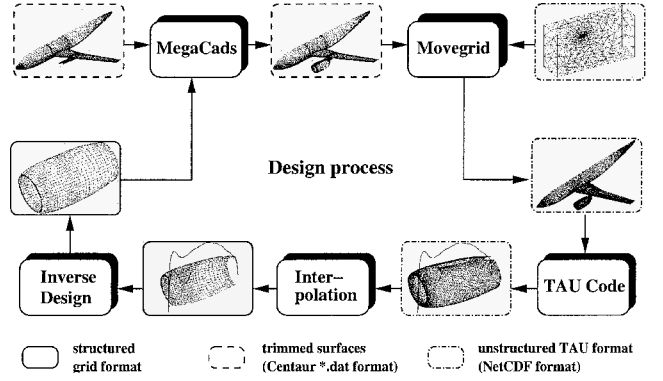 MegaCads
Movegrid
Design process
Inverse
Design
Inter-
polation
TAU Code
structured
grid format
trimmed surfaces
(Centaur *.dat format)
unstructured TAU format
(NetCDF format)